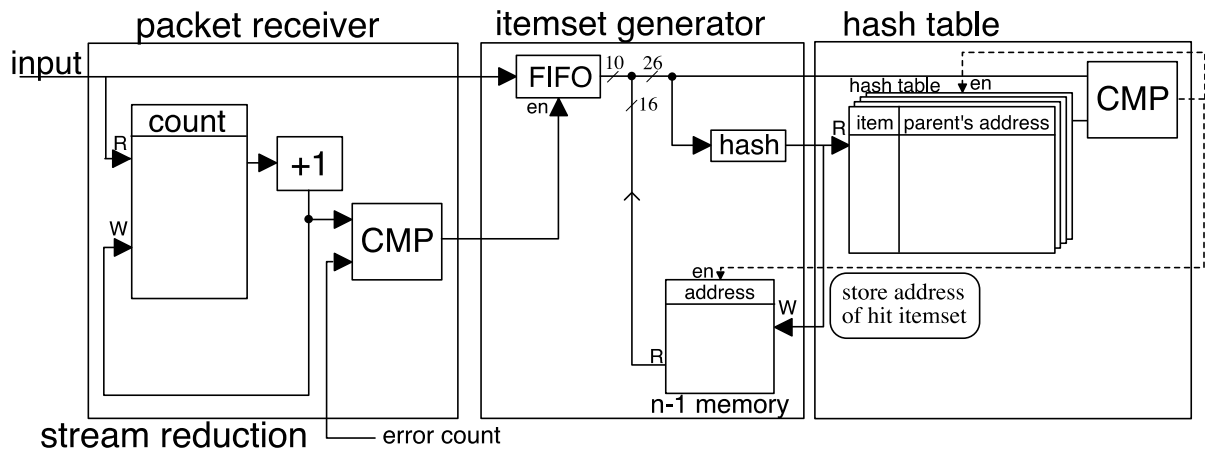 packet receiver
itemset generator
hash table
input
FIFO
10
26
en
16
hash table
en
CMP
count
R
+1
hash
R
item
parent's address
W
CMP
en
address
W
R
store address
of hit itemset
n-1 memory
stream reduction
error count